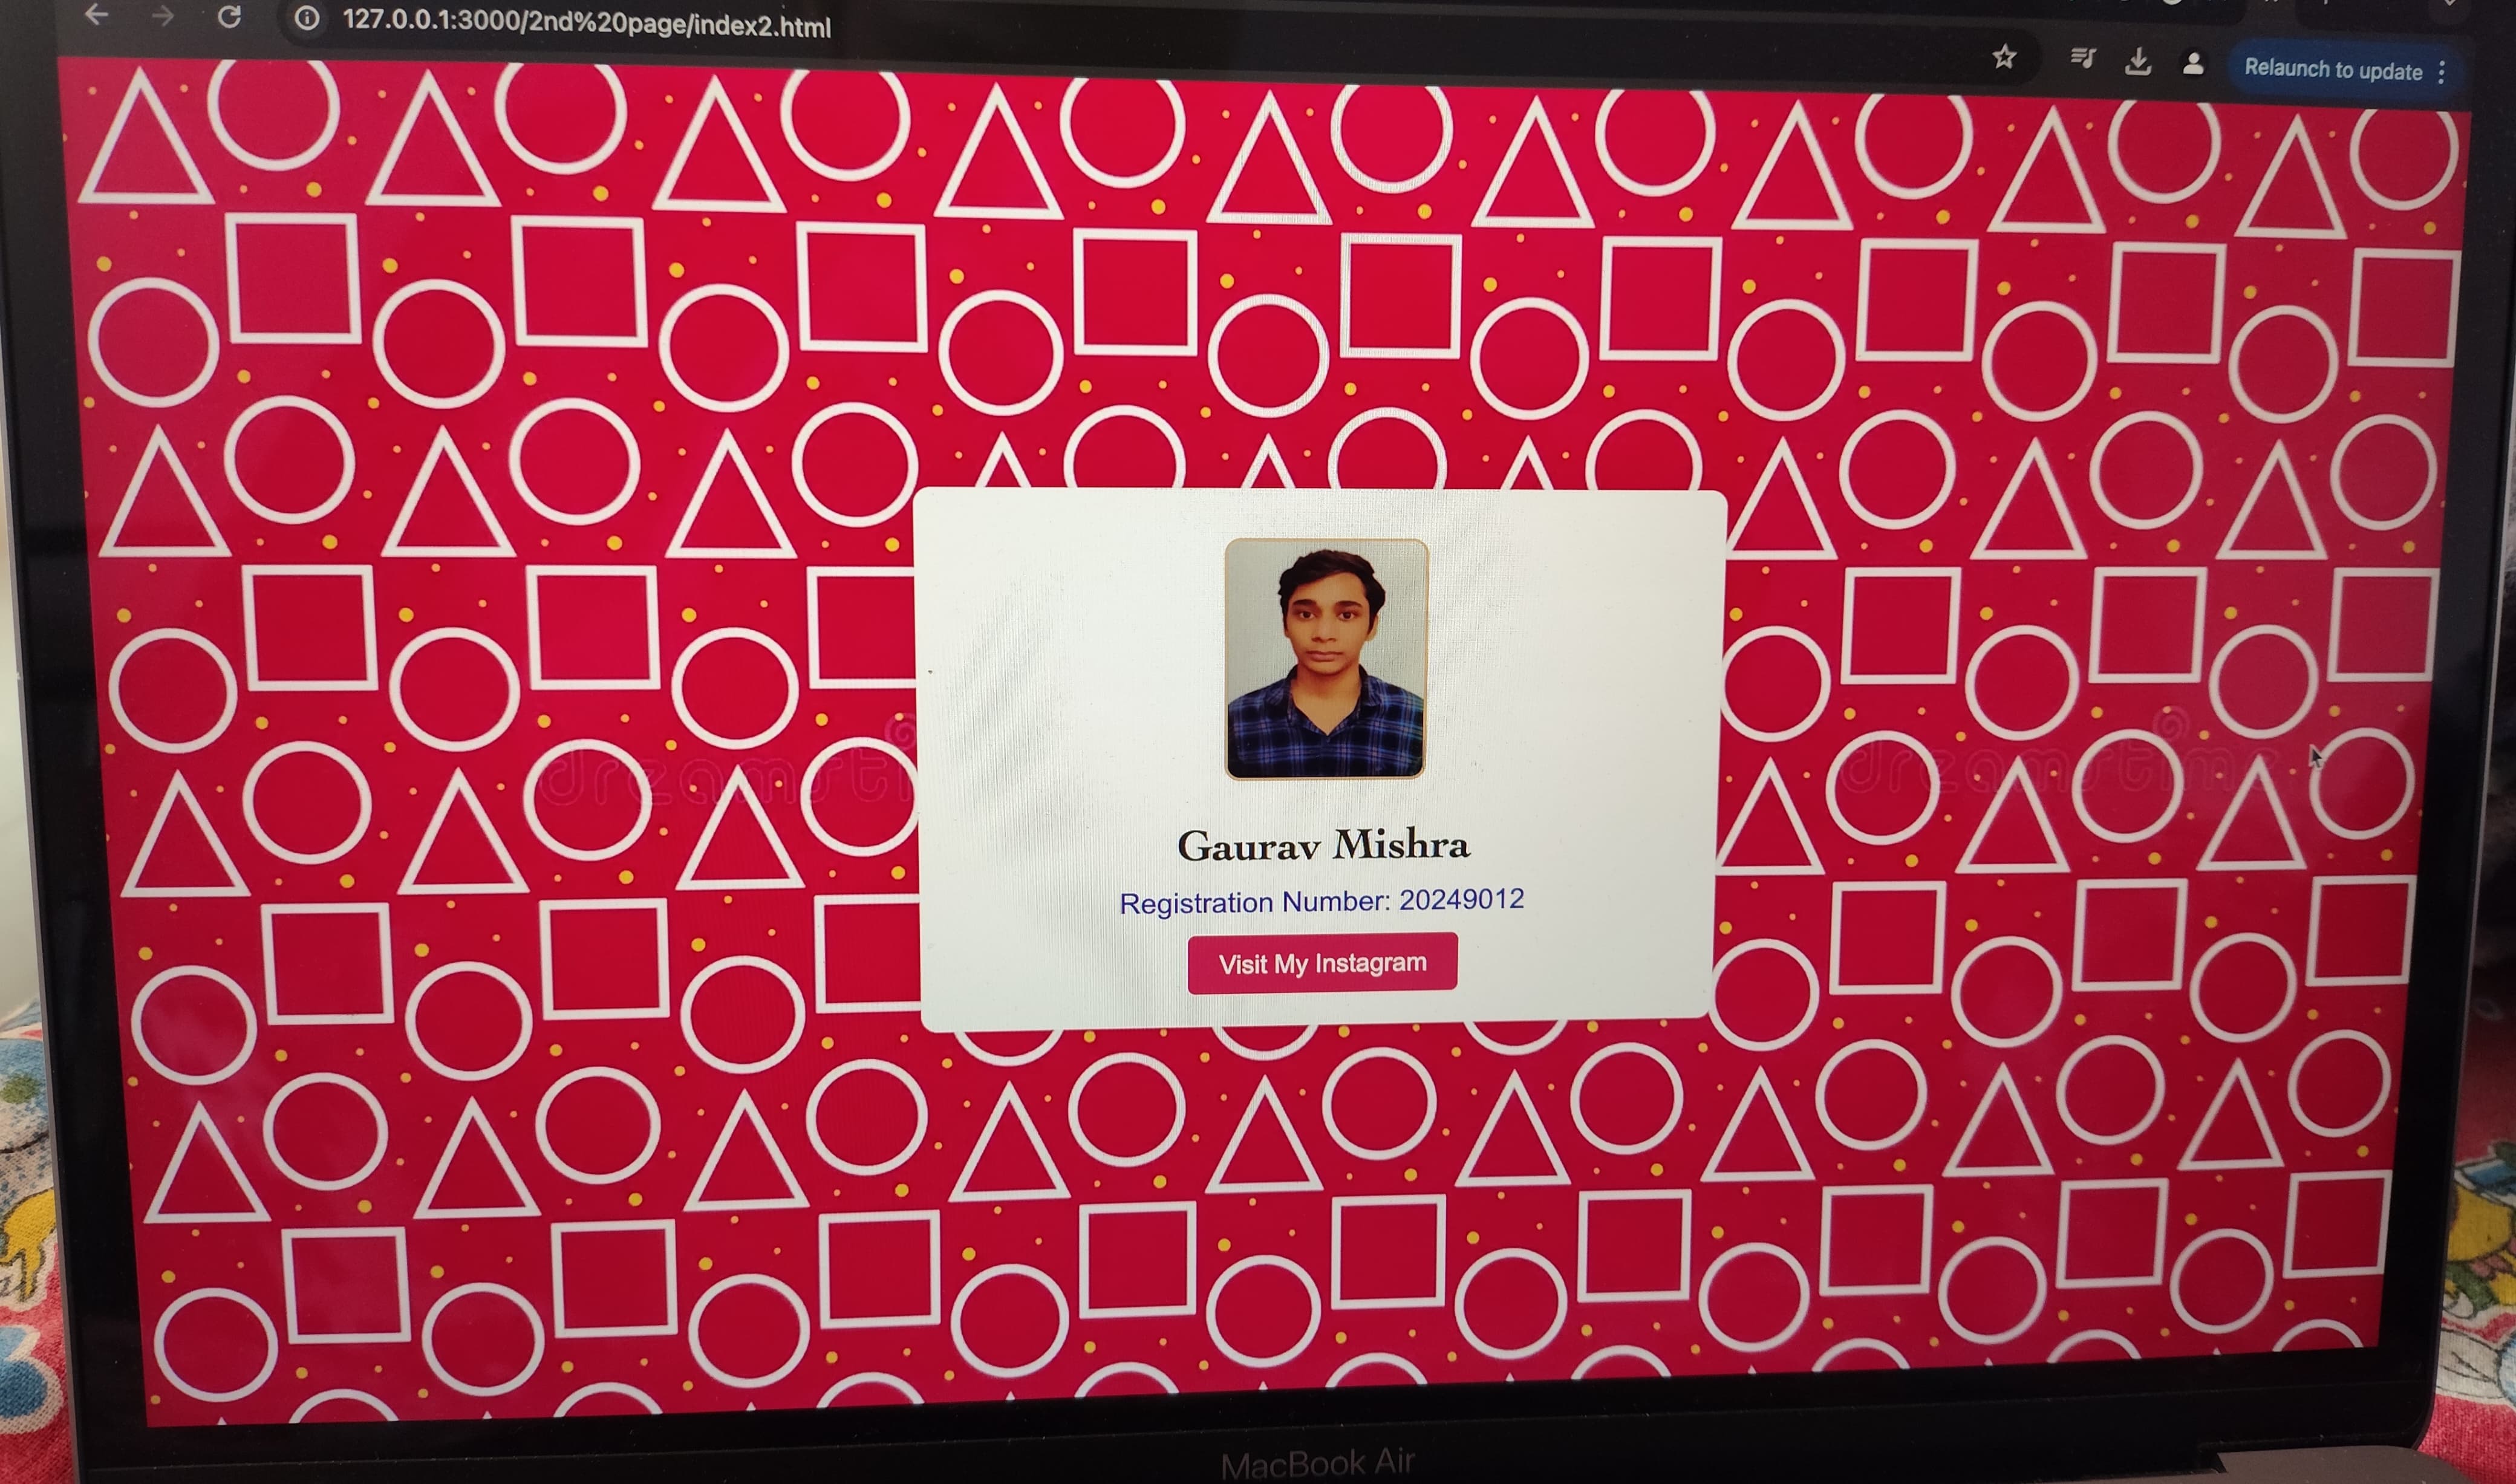 127.0.0.1:3000/2nd%20page/index2.html
Relaunch to update
dreamstime
Gaurav Mishra
Registration Number: 20249012
Visit My Instagram
MacBook Air